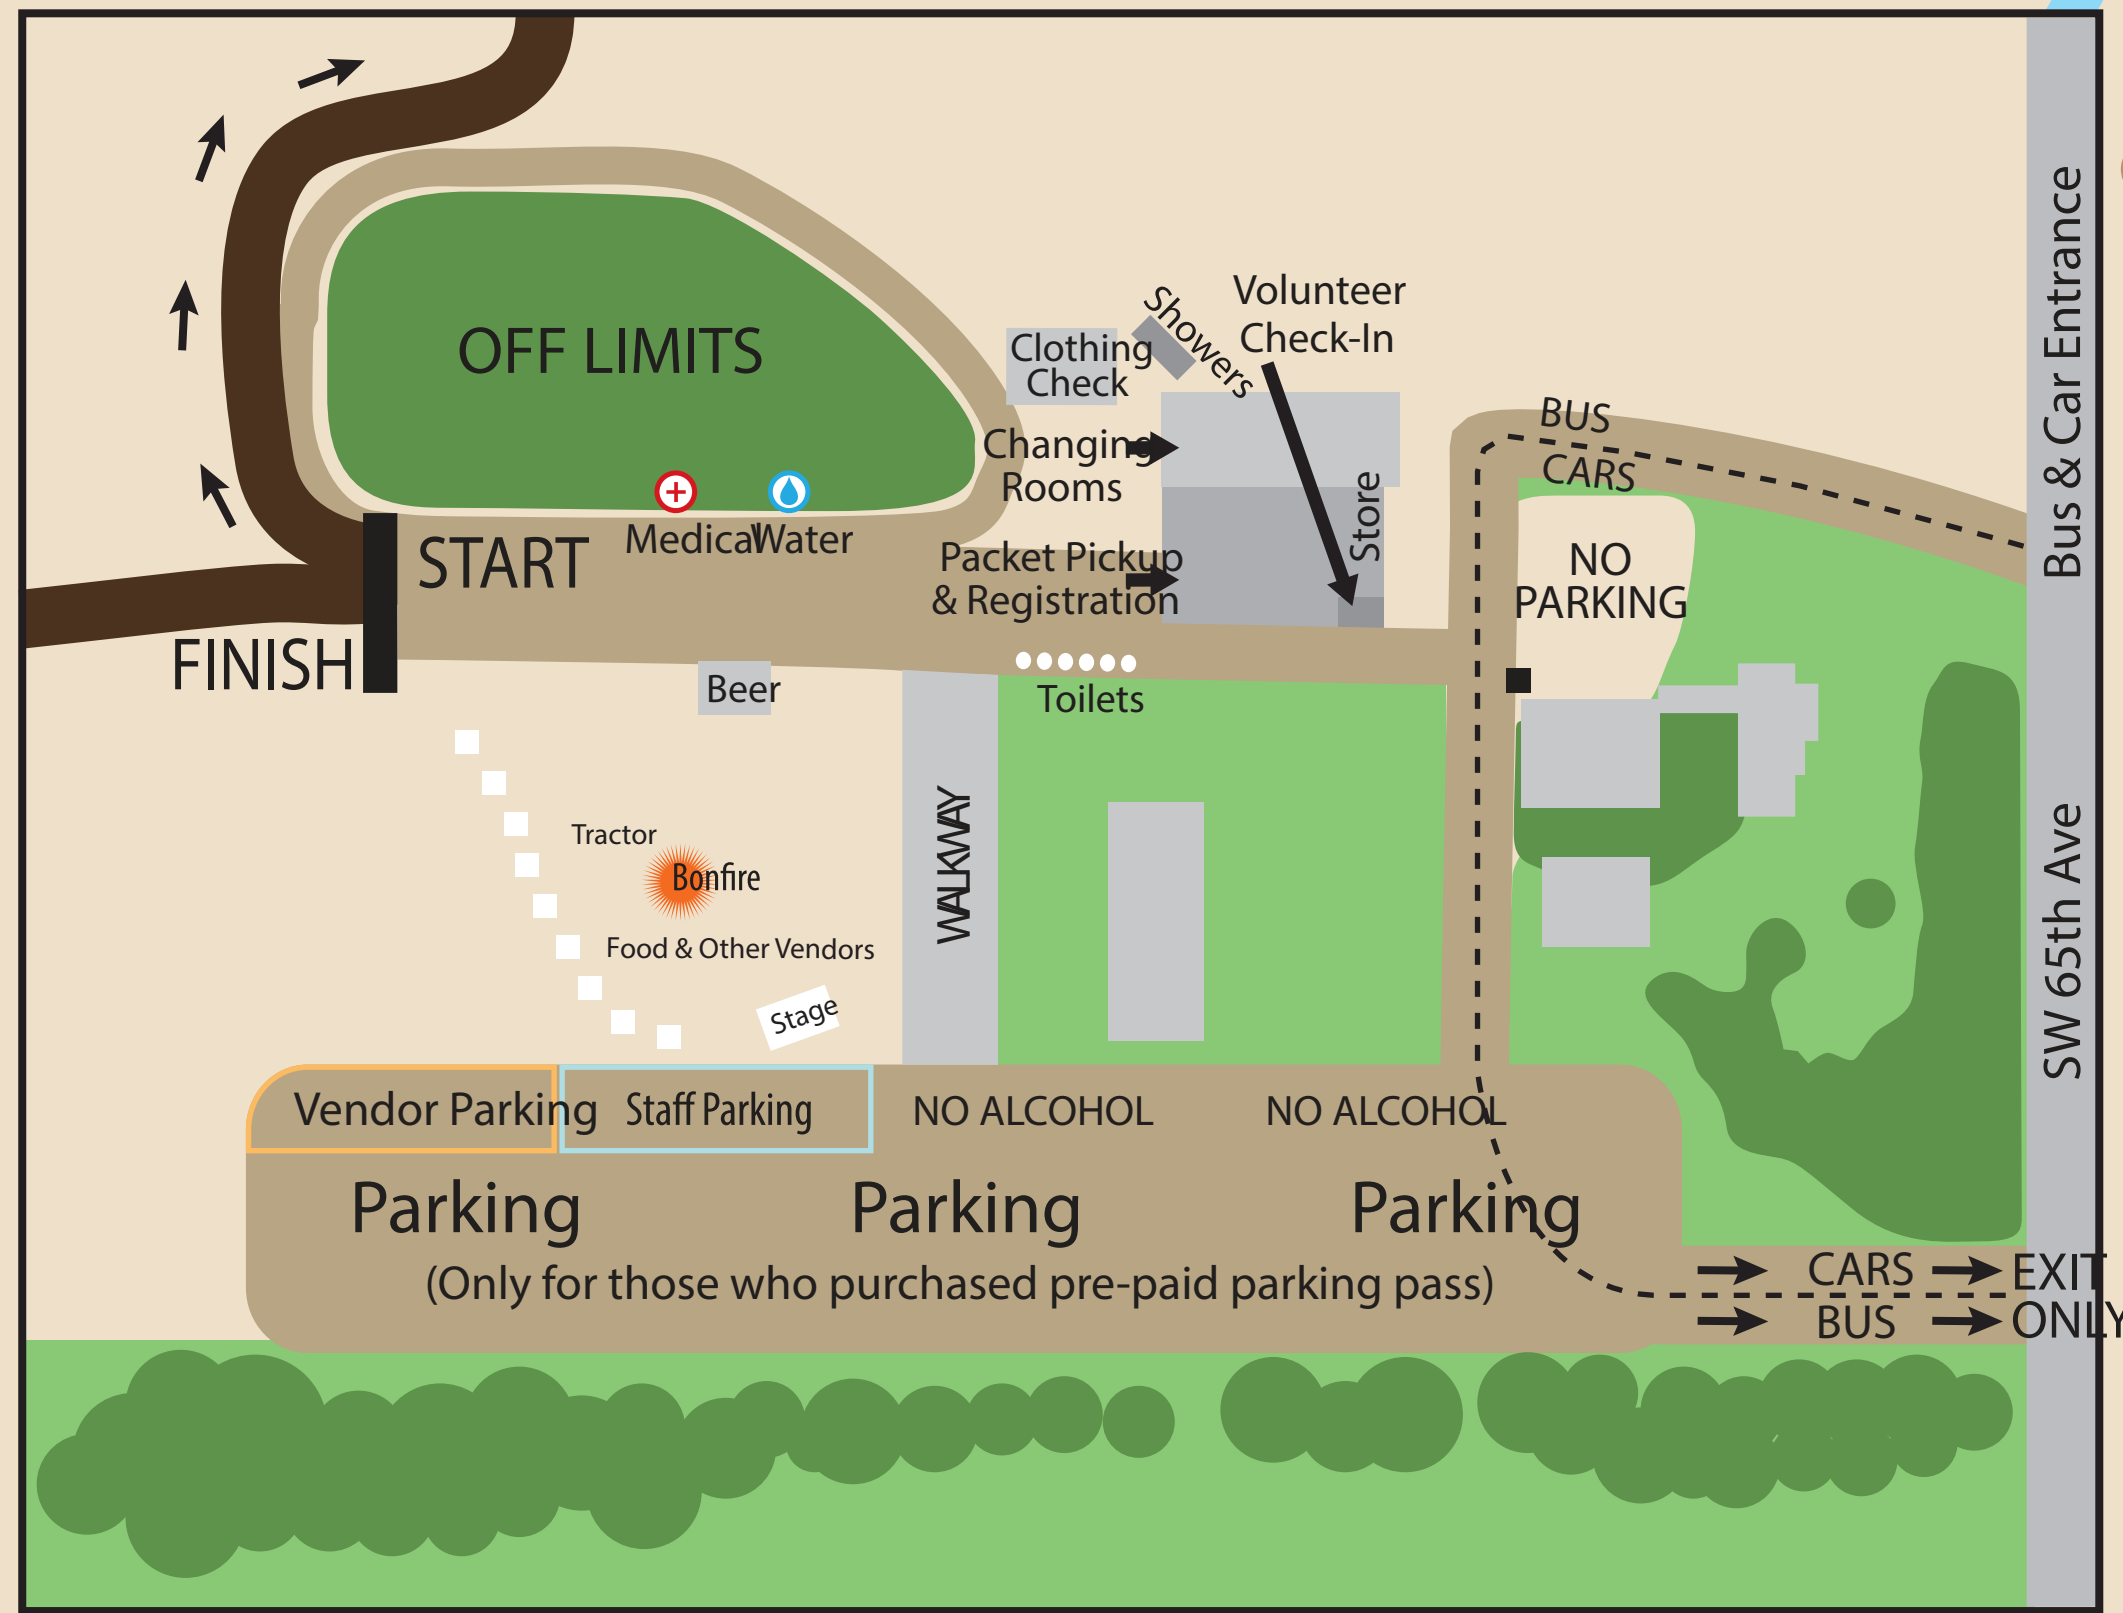 OFF LIMITS
Showers
Volunteer
Check-In
Clothing
Check
Changing
Rooms
Store
BUS
CARS
Bus & Car Entrance
START
Medical
Water
Packet Pickup
& Registration
NO
PARKING
FINISH
Beer
Toilets
Tractor
Bonfire
WALKWAY
Food & Other Vendors
Stage
SW 65th Ave
Vendor Parking
Staff Parking
NO ALCOHOL
NO ALCOHOL
Parking
Parking
Parking
(Only for those who purchased pre-paid parking pass)
CARS
EXIT
BUS
ONLY